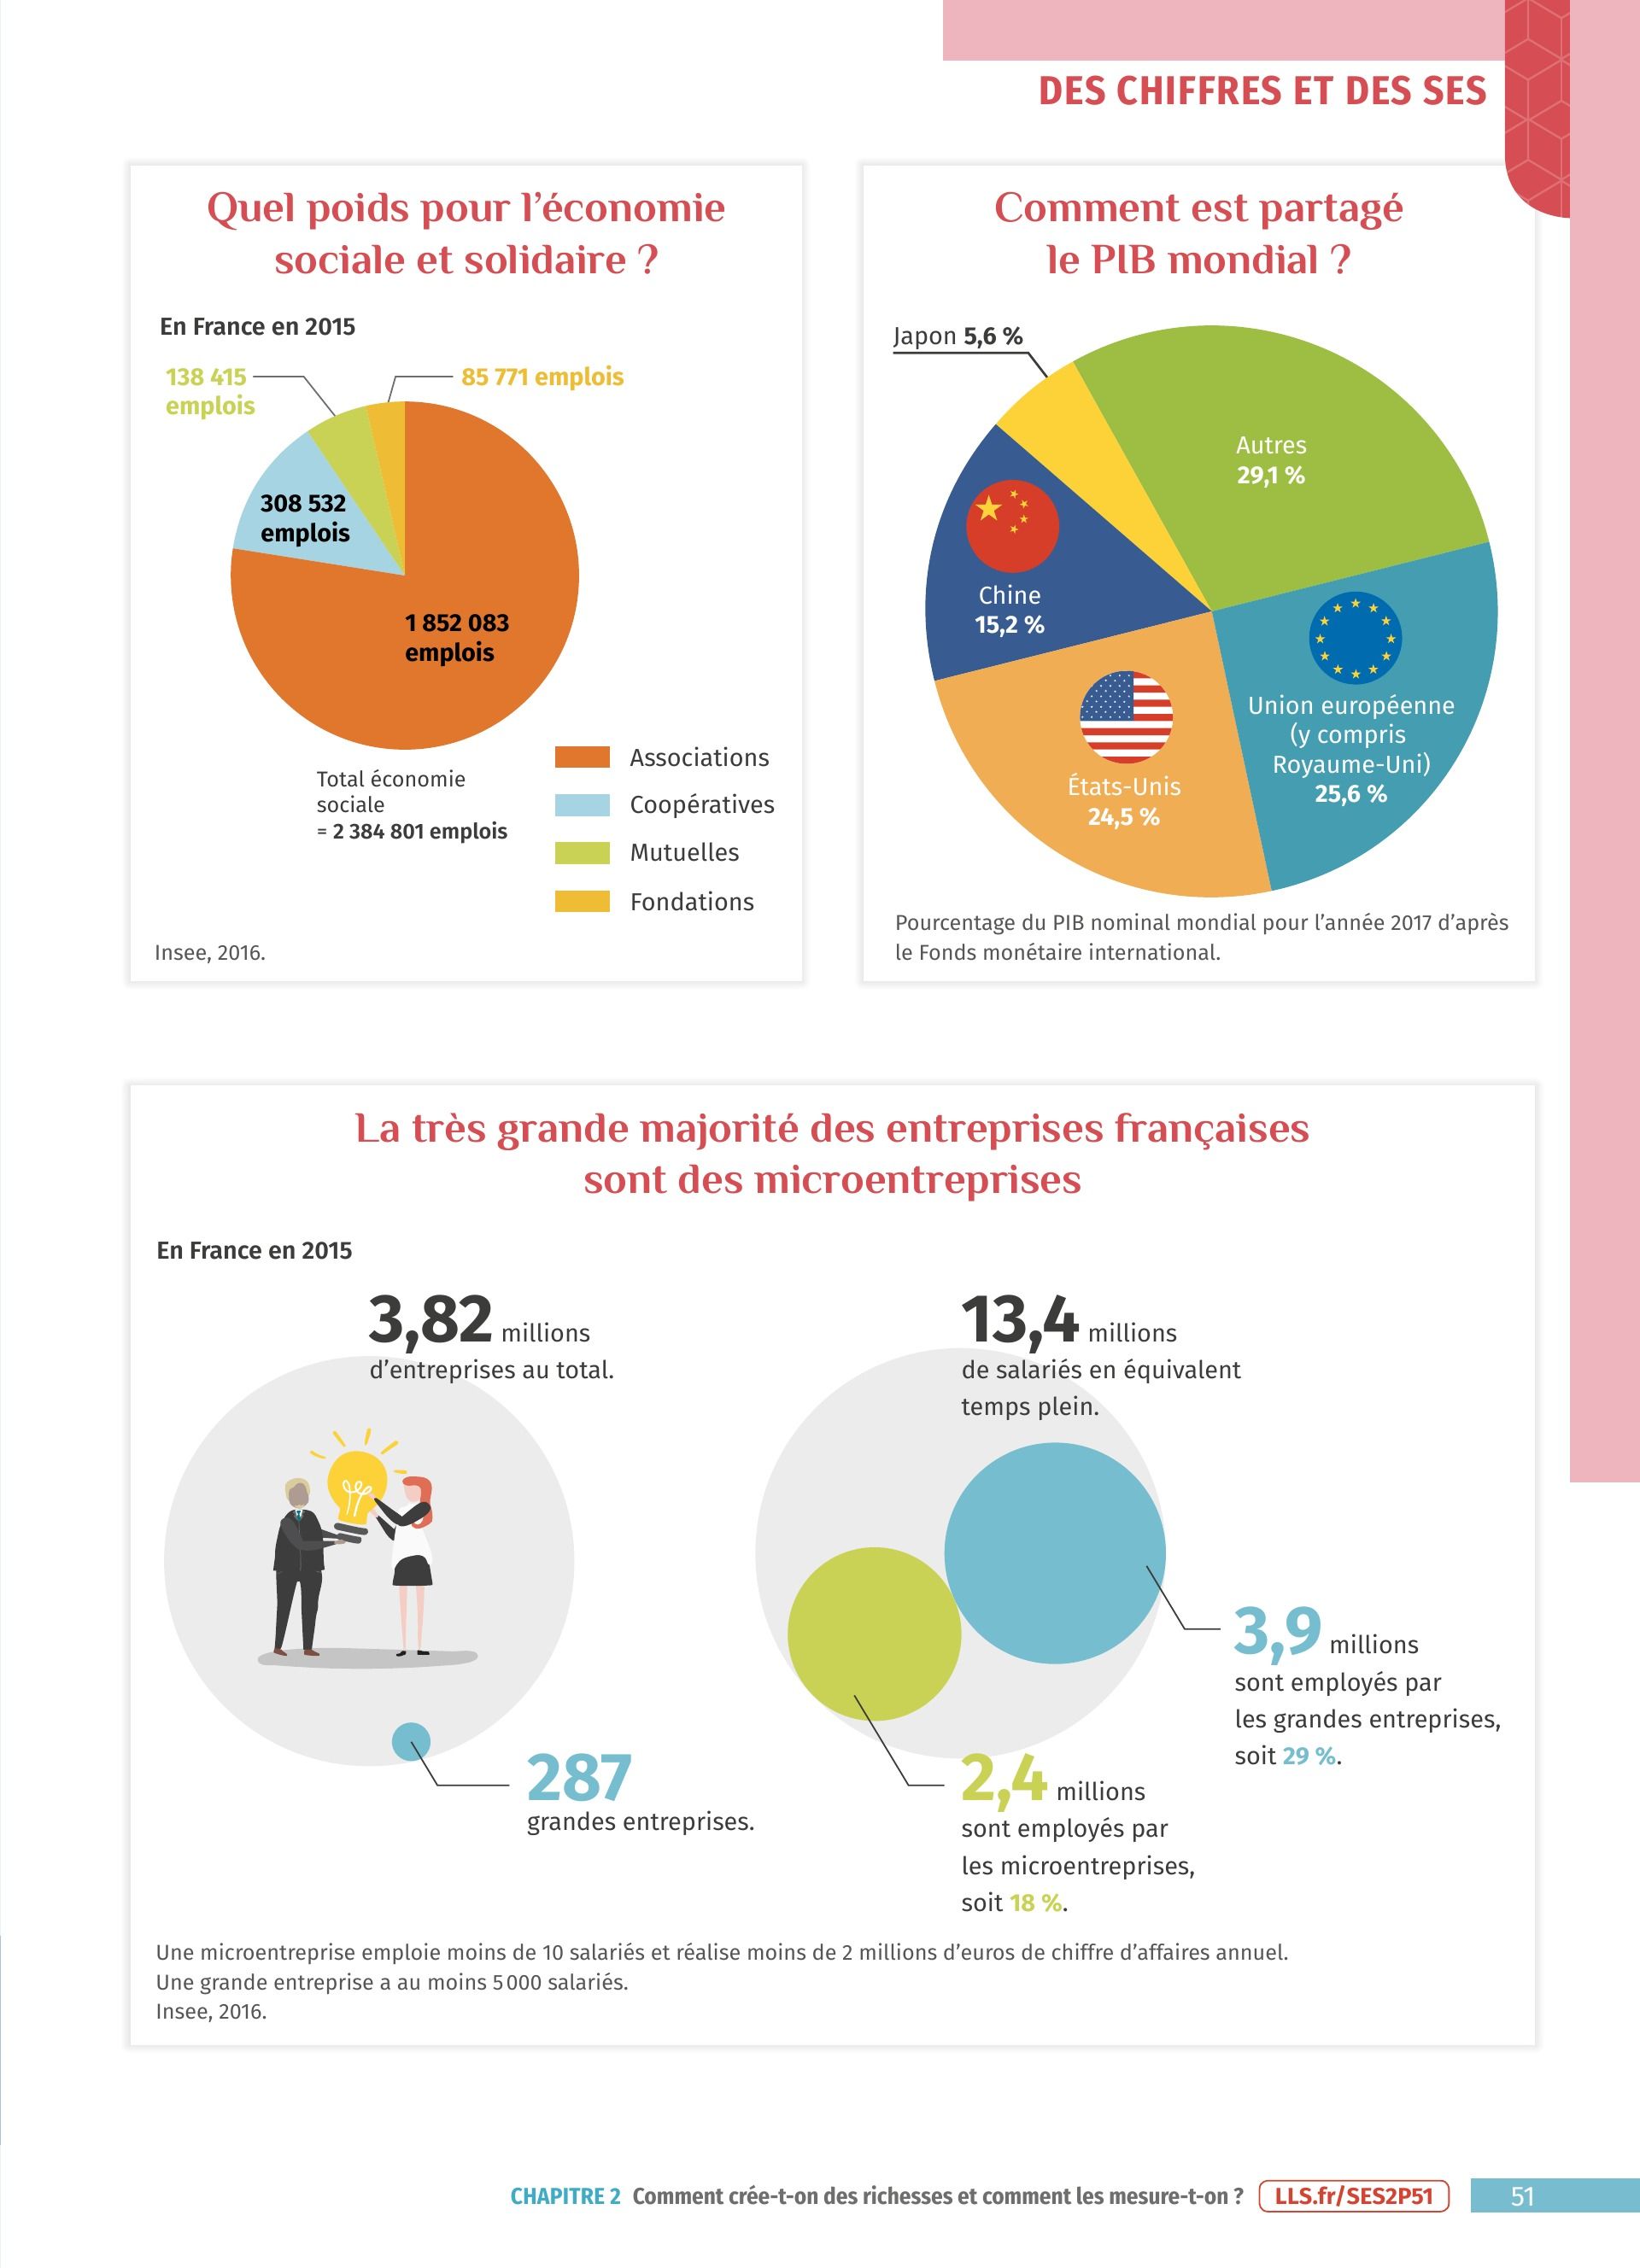 DES CHIFFRES ET DES SES
Quel poids pour l’économie
sociale et solidaire ?
En France en 2015
138 415
emplois
85 771 emplois
308 532
emplois
1 852 083
emplois
Total économie
sociale
= 2 384 801 emplois
Associations
Coopératives
Mutuelles
Fondations
Insee, 2016.
Comment est partagé
le PIB mondial ?
Japon 5,6 %
Autres
29,1 %
Chine
15,2 %
Union européenne
(y compris
Royaume-Uni)
25,6 %
États-Unis
24,5 %
Pourcentage du PIB nominal mondial pour l’année 2017 d’après
le Fonds monétaire international.
La très grande majorité des entreprises françaises
sont des microentreprises
En France en 2015
3,82 millions
d’entreprises au total.
287
grandes entreprises.
13,4 millions
de salariés en équivalent
temps plein.
3,9 millions
sont employés par
les grandes entreprises,
soit 29 %.
2,4 millions
sont employés par
les microentreprises,
soit 18 %.
Une microentreprise emploie moins de 10 salariés et réalise moins de 2 millions d’euros de chiffre d’affaires annuel.
Une grande entreprise a au moins 5 000 salariés.
Insee, 2016.
CHAPITRE 2 Comment crée-t-on des richesses et comment les mesure-t-on ? LLS.fr/SES2P51 51